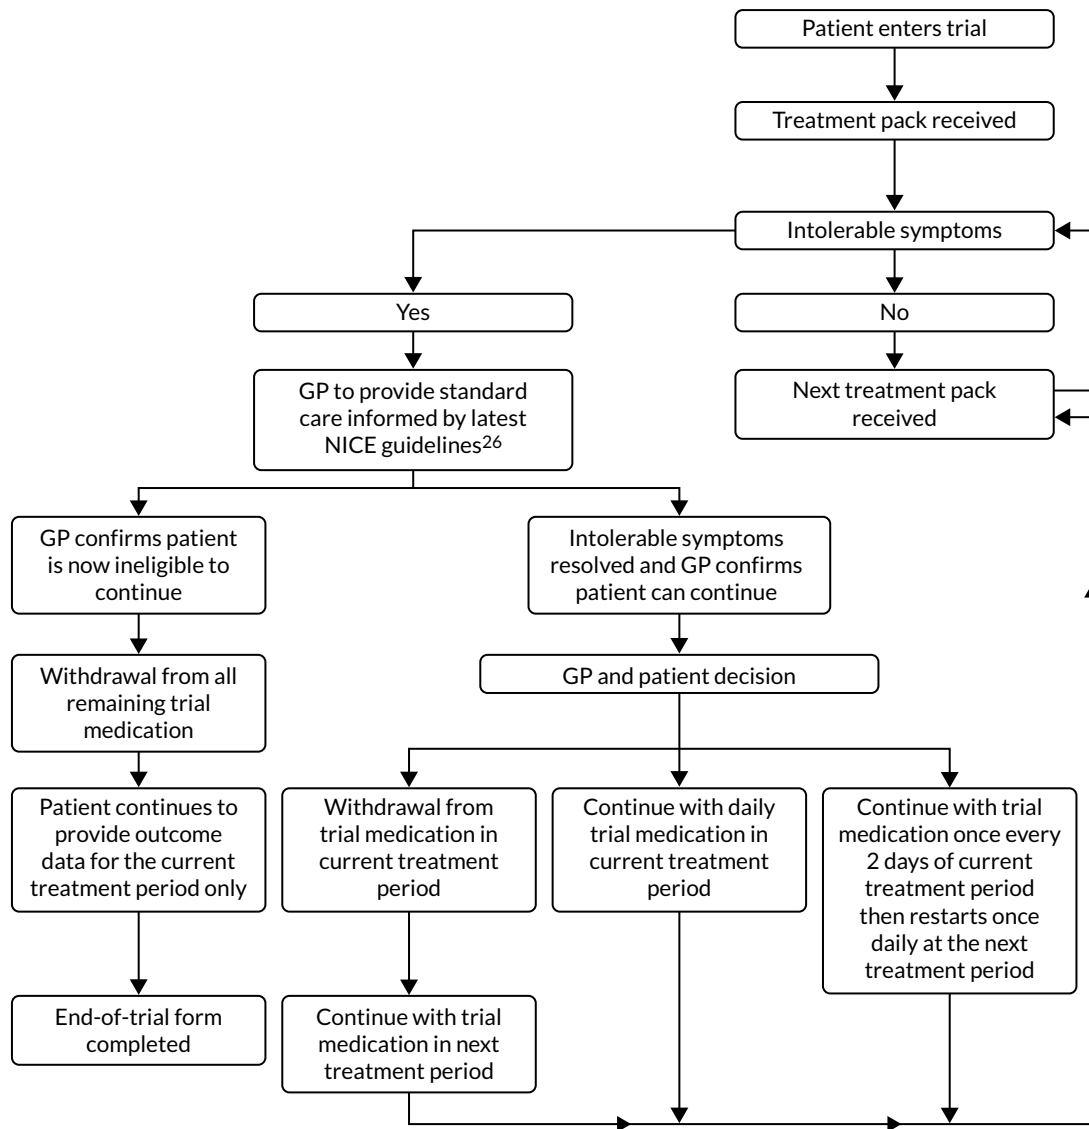 Patient enters trial
Treatment pack received
Intolerable symptoms
Yes
No
GP to provide standard
care informed by latest
NICE guidelines26
Next treatment pack
received
GP confirms patient
is now ineligible to
continue
Intolerable symptoms
resolved and GP confirms
patient can continue
Withdrawal from all
remaining trial
medication
GP and patient decision
Patient continues to
provide outcome
data for the current
treatment period only
Withdrawal from
trial medication in
current treatment
period
Continue with daily
trial medication in
current treatment
period
Continue with trial
medication once every
2 days of current
treatment period
then restarts once
daily at the next
treatment period
End-of-trial form
completed
Continue with trial
medication in next
treatment period